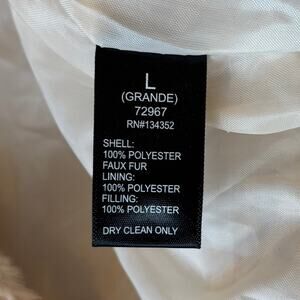 L
(GRANDE)
72967
RN#134352
SHELL:
100% POLYESTER
FAUX FUR
LINING:
100% POLYESTER
FILLING:
100% POLYESTER
DRY CLEAN ONLY